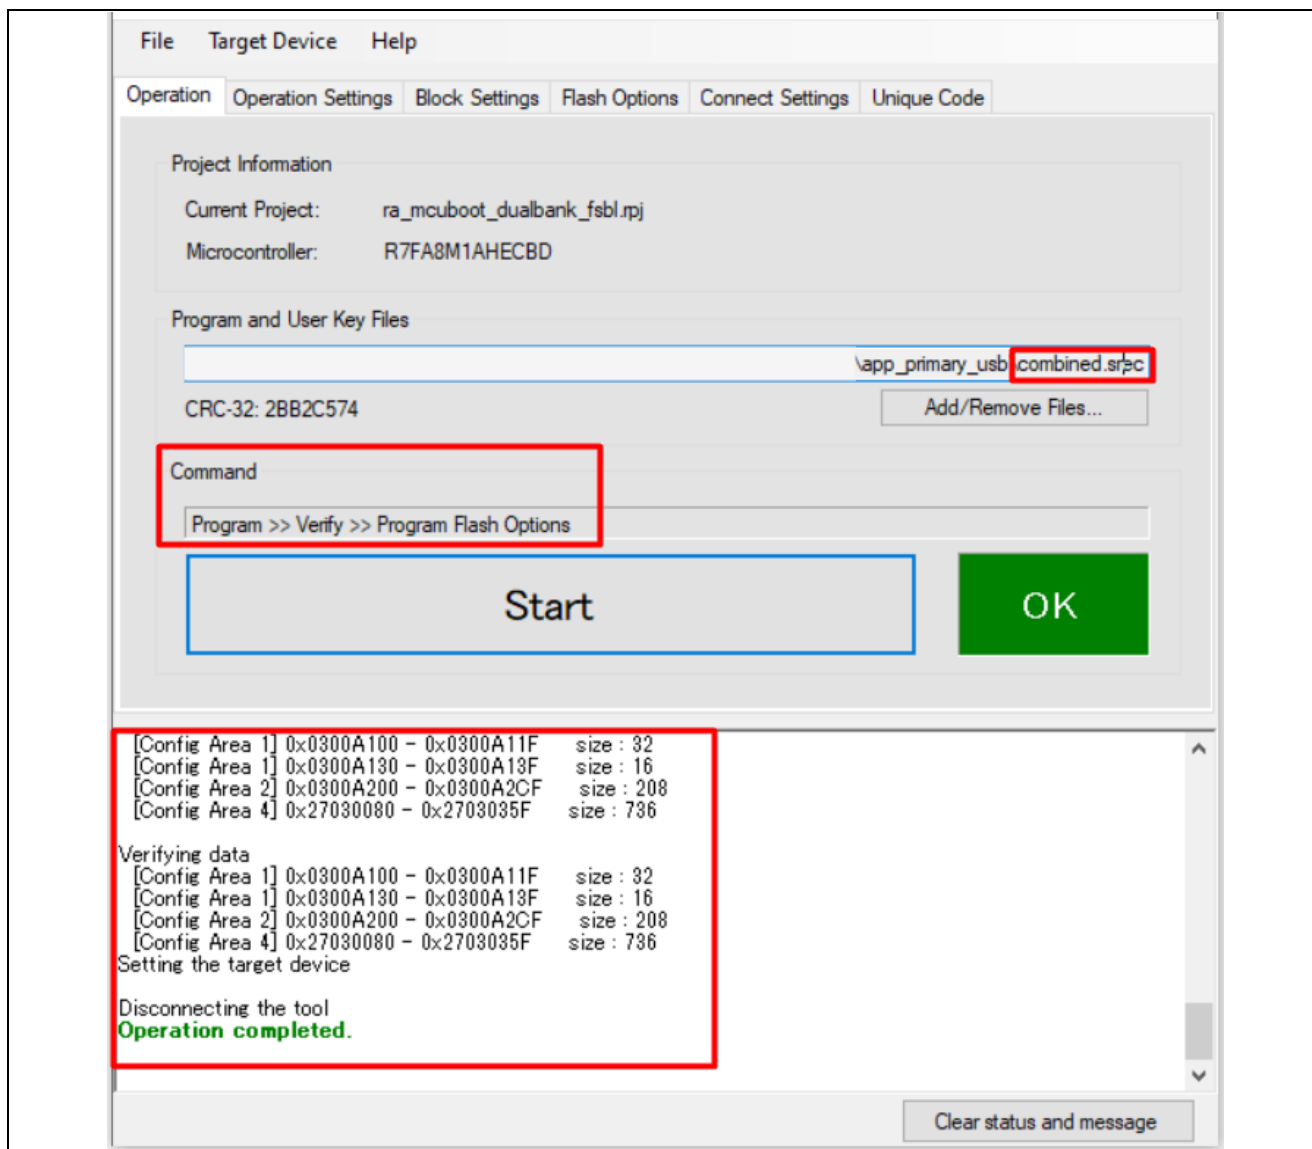 File Target Device Help
Operation Operation Settings Block Settings Flash Options Connect Settings Unique Code
Project Information
Current Project: ra_mcuboot_dualbank_fsbl.rpj
Microcontroller: R7FA8M1AHECBD
Program and User Key Files
\app_primary_usb\combined.srec
CRC-32: 2BB2C574 Add/Remove Files...
Command
Program >> Verify >> Program Flash Options
Start OK
[Config Area 1] 0x0300A100 - 0x0300A11F size : 32
[Config Area 1] 0x0300A130 - 0x0300A13F size : 16
[Config Area 2] 0x0300A200 - 0x0300A2CF size : 208
[Config Area 4] 0x27030080 - 0x2703035F size : 736
Verifying data
[Config Area 1] 0x0300A100 - 0x0300A11F size : 32
[Config Area 1] 0x0300A130 - 0x0300A13F size : 16
[Config Area 2] 0x0300A200 - 0x0300A2CF size : 208
[Config Area 4] 0x27030080 - 0x2703035F size : 736
Setting the target device
Disconnecting the tool
Operation completed.
Clear status and message